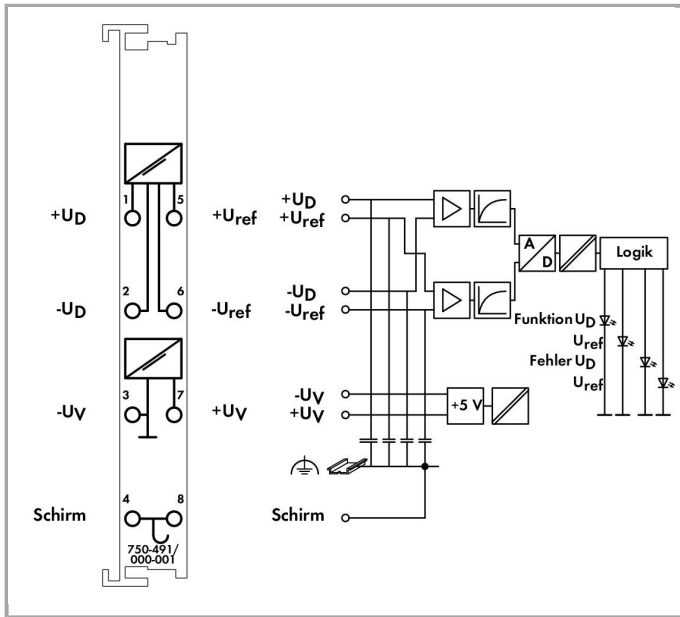 1 5
+UD +Uref
2 6
-UD -Uref
3 7
-UV +UV
4 8
Schirm
750-491/
000-001
+UD
+Uref
-UD
-Uref
-UV
+UV
Schirm
A
D
Logik
+5 V
Funktion UD
Uref
Fehler UD
Uref